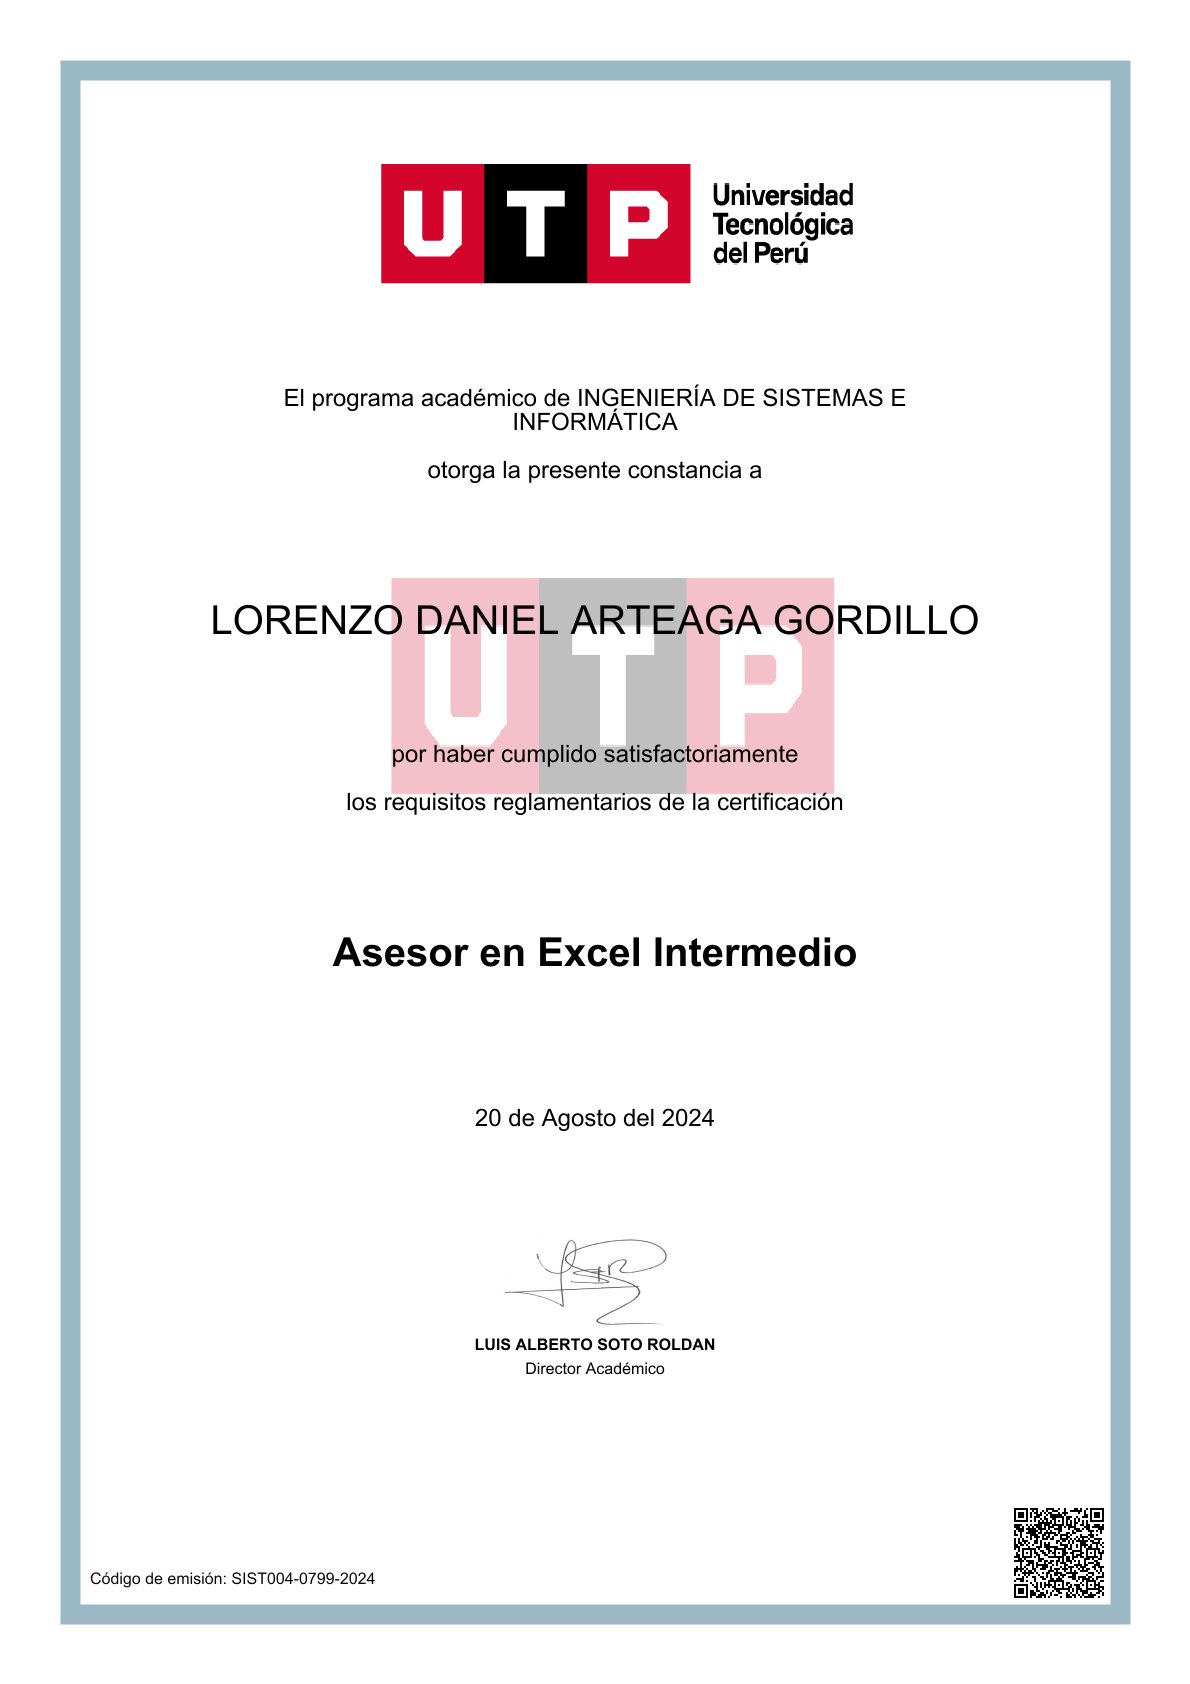 UTP
Universidad
Tecnológica
del Perú
El programa académico de INGENIERÍA DE SISTEMAS E
INFORMÁTICA
otorga la presente constancia a
LORENZO DANIEL ARTEAGA GORDILLO
UTP
por haber cumplido satisfactoriamente
los requisitos reglamentarios de la certificación
Asesor en Excel Intermedio
20 de Agosto del 2024
LUIS ALBERTO SOTO ROLDAN
Director Académico
Código de emisión: SIST004-0799-2024